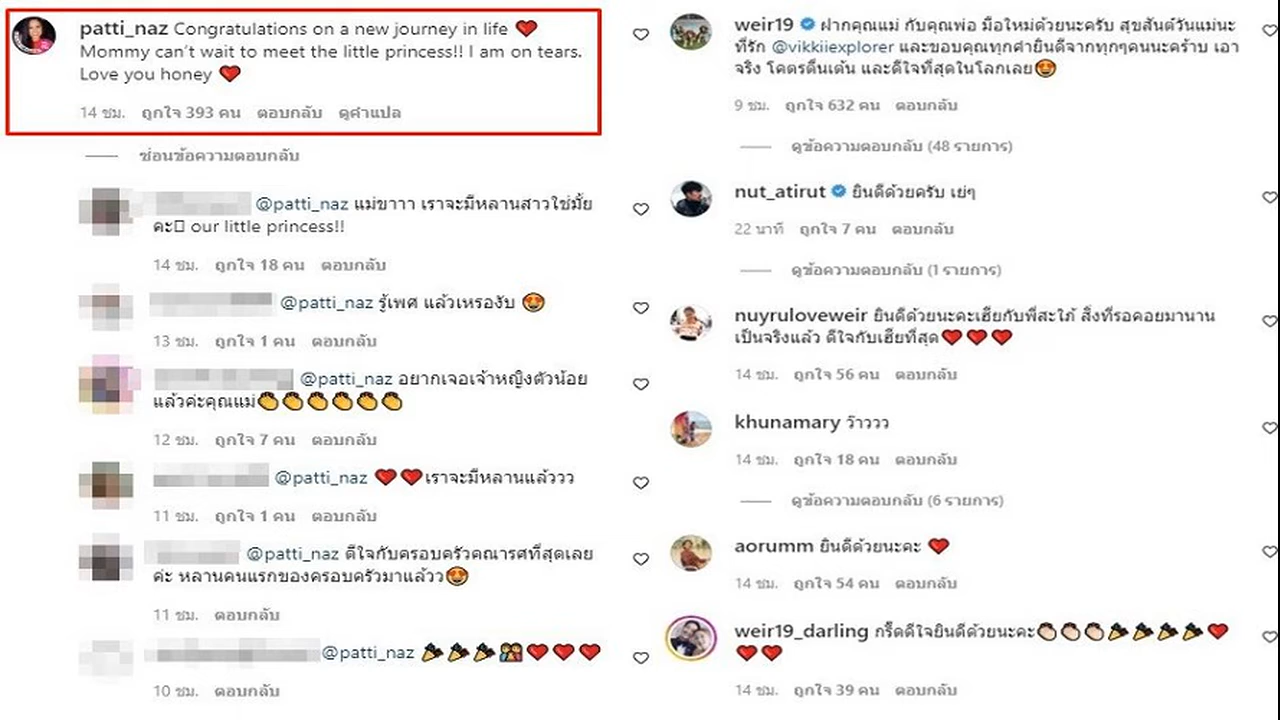 patti_naz Congratulations on a new journey in life ❤️
Mommy can't wait to meet the little princess!! I am on tears.
Love you honey ❤️
14 ชม. ถูกใจ 393 คน ตอบกลับ ดูคำแปล
ซ่อนข้อความตอบกลับ
@patti_naz แม่ขาาา เราจะมีหลานสาวใช่มั้ย
คะ▯ our little princess!!
14 ชม. ถูกใจ 18 คน ตอบกลับ
@patti_naz รู้เพศ แล้วเหรองับ 😍
13 ชม. ถูกใจ 1 คน ตอบกลับ
@patti_naz อยากเจอเจ้าหญิงตัวน้อย
แล้วค่ะคุณแม่👏👏👏👏👏👏
12 ชม. ถูกใจ 7 คน ตอบกลับ
@patti_naz ❤️❤️เราจะมีหลานแล้ววว
11 ชม. ถูกใจ 1 คน ตอบกลับ
@patti_naz ดีใจกับครอบครัวคณารศที่สุดเลย
ค่ะ หลานคนแรกของครอบครัวมาแล้วว😍
11 ชม. ตอบกลับ
@patti_naz 🎉🎉🎉👫❤️❤️❤️
10 ชม. ตอบกลับ
weir19 ฝากคุณแม่ กับคุณพ่อ มือใหม่ด้วยนะครับ สุขสันต์วันแม่นะ
ที่รัก @vikkiiexplorer และขอบคุณทุกคำยินดีจากทุกๆคนนะคร้าบ เอา
จริง โคตรตื่นเต้น และดีใจที่สุดในโลกเลย😍
9 ชม. ถูกใจ 632 คน ตอบกลับ
ดูข้อความตอบกลับ (48 รายการ)
nut_atirut ยินดีด้วยครับ เย่ๆ
22 นาที ถูกใจ 7 คน ตอบกลับ
ดูข้อความตอบกลับ (1 รายการ)
nuyruloveweir ยินดีด้วยนะคะเฮียกับพี่สะใภ้ สิ่งที่รอคอยมานาน
เป็นจริงแล้ว ดีใจกับเฮียที่สุด❤️❤️❤️
14 ชม. ถูกใจ 56 คน ตอบกลับ
khunamary ว๊าววว
14 ชม. ถูกใจ 18 คน ตอบกลับ
ดูข้อความตอบกลับ (6 รายการ)
aorumm ยินดีด้วยนะคะ ❤️
14 ชม. ถูกใจ 54 คน ตอบกลับ
weir19_darling กรี๊ดดีใจยินดีด้วยนะคะ👏🏻👏🏻👏🏻🎉🎉🎉🎉❤️
❤️❤️
14 ชม. ถูกใจ 39 คน ตอบกลับ